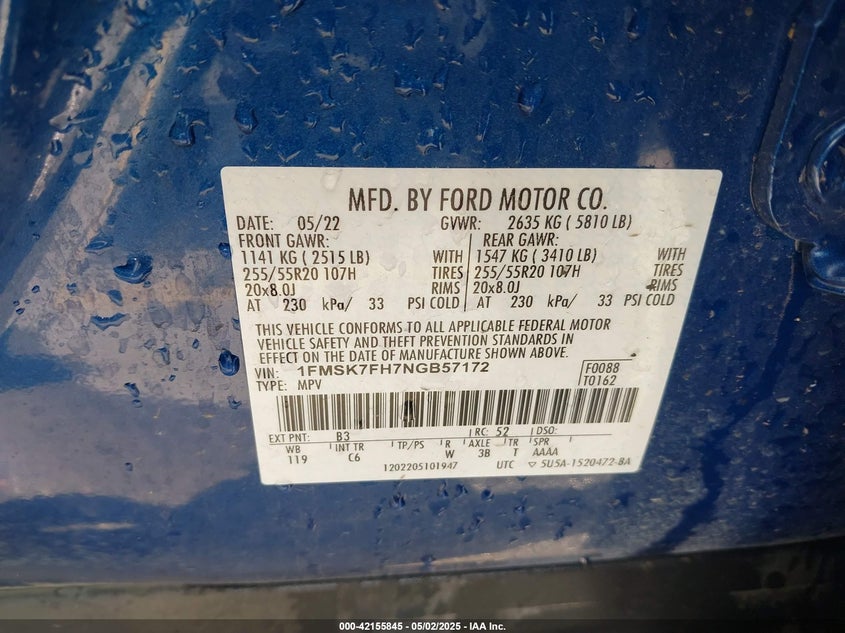 MFD. BY FORD MOTOR CO.
DATE: 05/22 GVWR: 2635 KG ( 5810 LB)
FRONT GAWR: REAR GAWR:
1141 KG ( 2515 LB) WITH 1547 KG ( 3410 LB) WITH
255/55R20 107H TIRES 255/55R20 107H TIRES
20x8.0J RIMS 20x8.0J RIMS
AT 230 kPa/ 33 PSI COLD AT 230 kPa/ 33 PSI COLD
THIS VEHICLE CONFORMS TO ALL APPLICABLE FEDERAL MOTOR
VEHICLE SAFETY AND THEFT PREVENTION STANDARDS IN
EFFECT ON THE DATE OF MANUFACTURE SHOWN ABOVE.
VIN: 1FMSK7FH7NGB57172 F0088
TYPE: MPV T0162
EXT PNT: B3 RC: 52 DSO:
WB INT TR TP/PS R AXLE TR SPR
119 C6 W 3B T AAAA
1202205101947 UTC ▽ 5U5A-1520472-BA
000-42155845 - 05/02/2025 - IAA Inc.